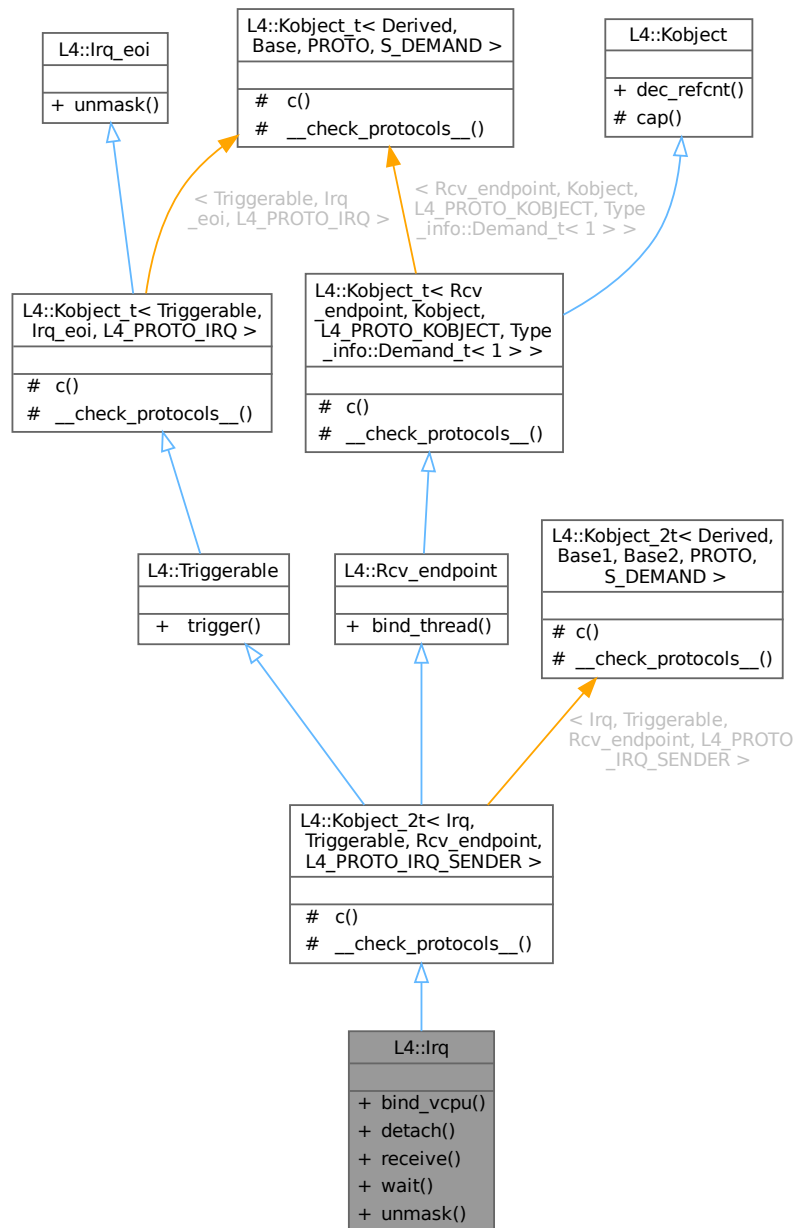 L4::Irq_eoi
+ unmask()
L4::Kobject_t< Derived,
Base, PROTO, S_DEMAND >
# c()
# __check_protocols__()
L4::Kobject
+ dec_refcnt()
# cap()
< Triggerable, Irq
_eoi, L4_PROTO_IRQ >
< Rcv_endpoint, Kobject,
L4_PROTO_KOBJECT, Type
_info::Demand_t< 1 > >
L4::Kobject_t< Triggerable,
Irq_eoi, L4_PROTO_IRQ >
# c()
# __check_protocols__()
L4::Kobject_t< Rcv
_endpoint, Kobject,
L4_PROTO_KOBJECT, Type
_info::Demand_t< 1 > >
# c()
# __check_protocols__()
L4::Triggerable
+ trigger()
L4::Rcv_endpoint
+ bind_thread()
L4::Kobject_2t< Derived,
Base1, Base2, PROTO,
S_DEMAND >
# c()
# __check_protocols__()
< Irq, Triggerable,
Rcv_endpoint, L4_PROTO
_IRQ_SENDER >
L4::Kobject_2t< Irq,
Triggerable, Rcv_endpoint,
L4_PROTO_IRQ_SENDER >
# c()
# __check_protocols__()
L4::Irq
+ bind_vcpu()
+ detach()
+ receive()
+ wait()
+ unmask()